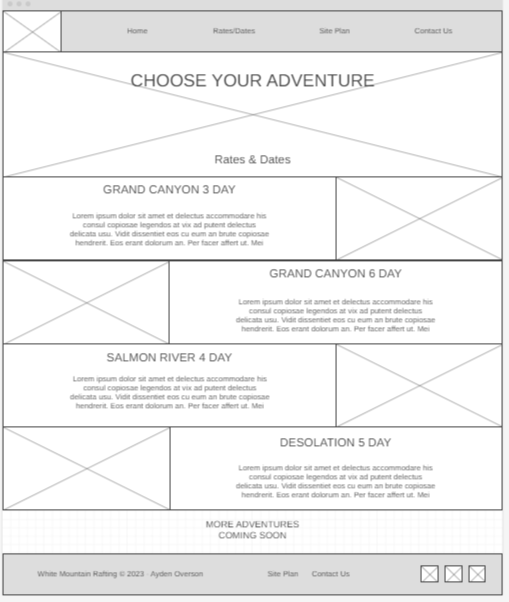 Home Rates/Dates Site Plan Contact Us
CHOOSE YOUR ADVENTURE
Rates & Dates
GRAND CANYON 3 DAY
Lorem ipsum dolor sit amet et delectus accommodare his
consul copiosae legendos at vix ad putent delectus
delicata usu. Vidit dissentiet eos cu eum an brute copiosae
hendrerit. Eos erant dolorum an. Per facer affert ut. Mei
GRAND CANYON 6 DAY
Lorem ipsum dolor sit amet et delectus accommodare his
consul copiosae legendos at vix ad putent delectus
delicata usu. Vidit dissentiet eos cu eum an brute copiosae
hendrerit. Eos erant dolorum an. Per facer affert ut. Mei
SALMON RIVER 4 DAY
Lorem ipsum dolor sit amet et delectus accommodare his
consul copiosae legendos at vix ad putent delectus
delicata usu. Vidit dissentiet eos cu eum an brute copiosae
hendrerit. Eos erant dolorum an. Per facer affert ut. Mei
DESOLATION 5 DAY
Lorem ipsum dolor sit amet et delectus accommodare his
consul copiosae legendos at vix ad putent delectus
delicata usu. Vidit dissentiet eos cu eum an brute copiosae
hendrerit. Eos erant dolorum an. Per facer affert ut. Mei
MORE ADVENTURES
COMING SOON
White Mountain Rafting © 2023 Ayden Overson Site Plan Contact Us